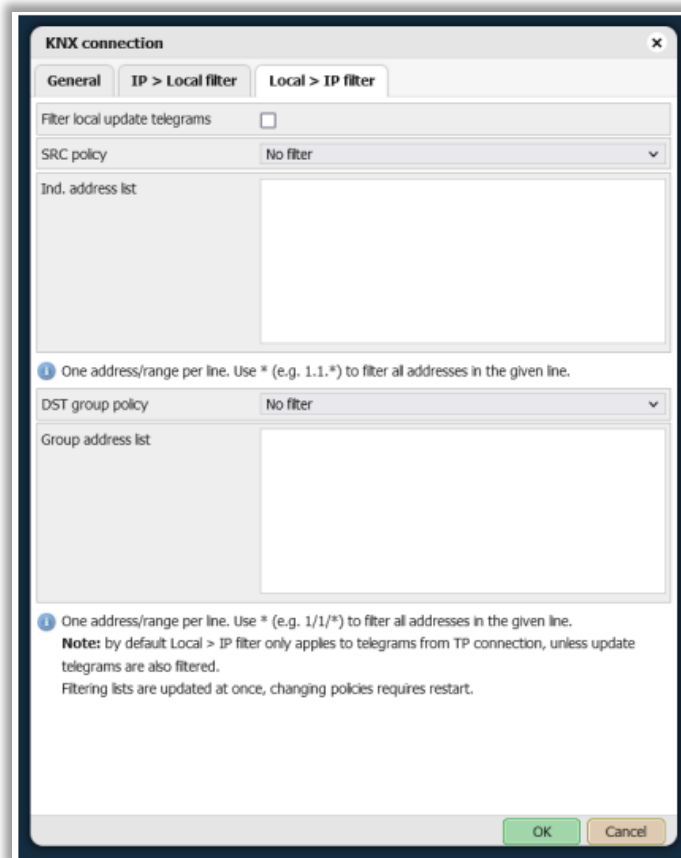 KNX connection
General
IP > Local filter
Local > IP filter
Filter local update telegrams
SRC policy
No filter
Ind. address list
One address/range per line. Use * (e.g. 1.1.*) to filter all addresses in the given line.
DST group policy
No filter
Group address list
One address/range per line. Use * (e.g. 1/1/*) to filter all addresses in the given line.
Note: by default Local > IP filter only applies to telegrams from TP connection, unless update
telegrams are also filtered.
Filtering lists are updated at once, changing policies requires restart.
OK
Cancel